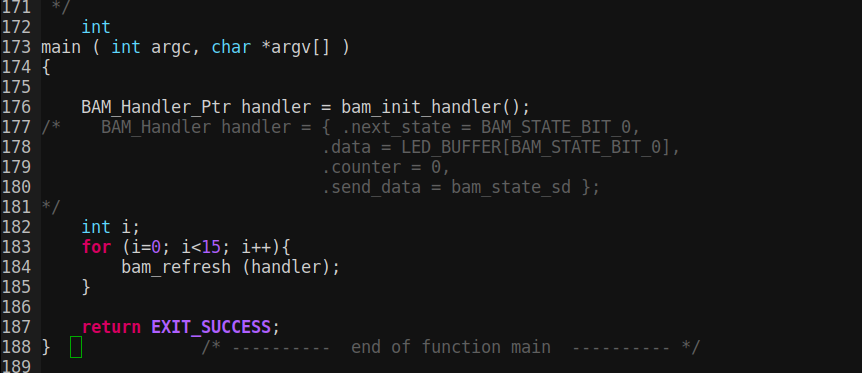 171  */
172     int
173 main ( int argc, char *argv[] )
174 {
175
176     BAM_Handler_Ptr handler = bam_init_handler();
177 /*    BAM_Handler handler = { .next_state = BAM_STATE_BIT_0,
178                             .data = LED_BUFFER[BAM_STATE_BIT_0],
179                             .counter = 0,
180                             .send_data = bam_state_sd };
181 */
182     int i;
183     for (i=0; i<15; i++){
184         bam_refresh (handler);
185     }
186
187     return EXIT_SUCCESS;
188 }               /* ----------  end of function main  ---------- */
189